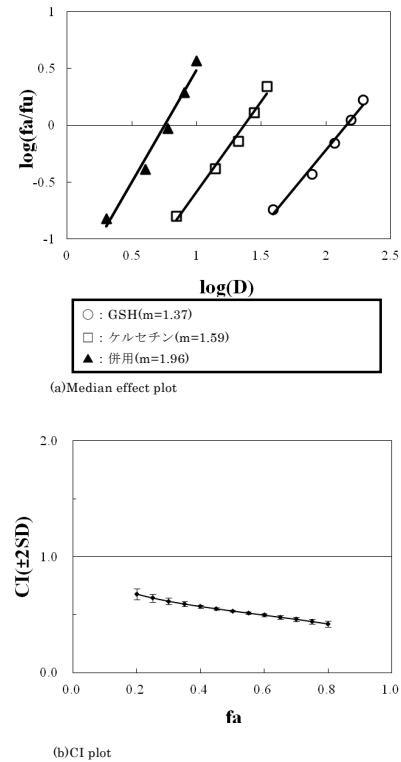 1
0.5
0
-0.5
-1
log(fa/fu)
0 0.5 1 1.5 2 2.5
log(D)
○ : GSH(m=1.37)
□ : ケルセチン(m=1.59)
▲ : 併用(m=1.96)
(a)Median effect plot
2.0
1.0
0.0
CI(±2SD)
0.0 0.2 0.4 0.6 0.8 1.0
fa
(b)CI plot